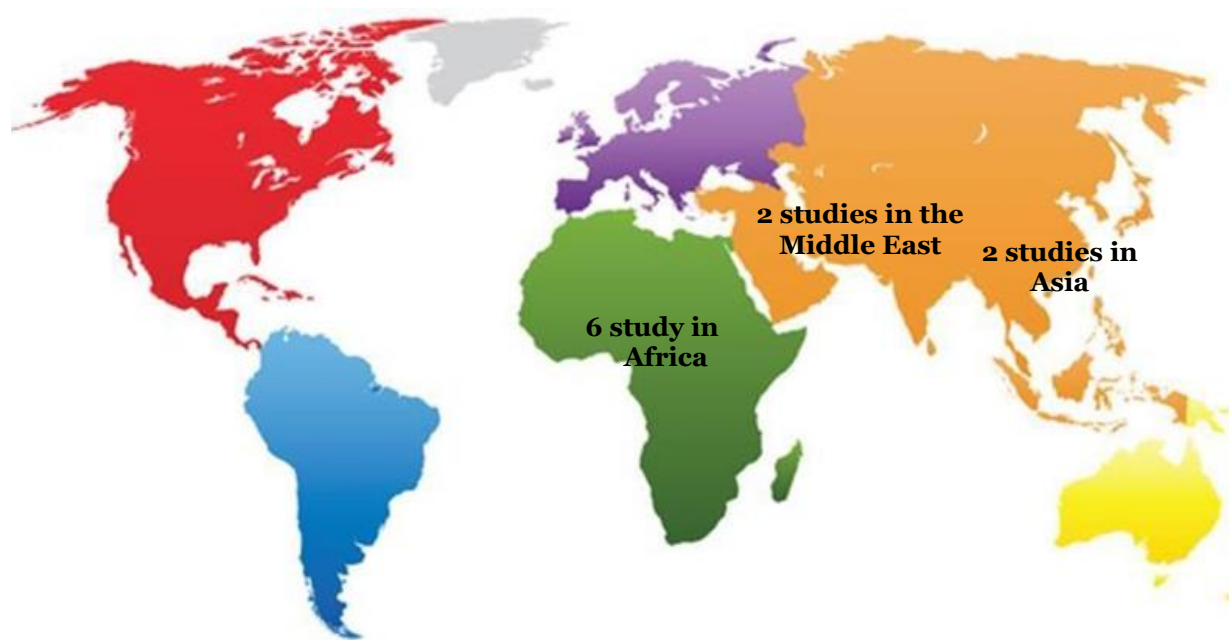 2 studies in the
Middle East
2 studies in
Asia
6 study in
Africa